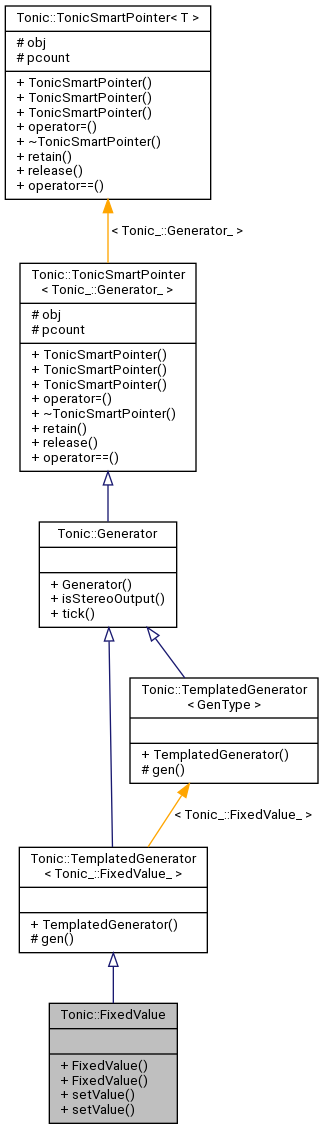 Tonic::TonicSmartPointer< T >
# obj
# pcount
+ TonicSmartPointer()
+ TonicSmartPointer()
+ TonicSmartPointer()
+ operator=()
+ ~TonicSmartPointer()
+ retain()
+ release()
+ operator==()
< Tonic_::Generator_ >
Tonic::TonicSmartPointer
< Tonic_::Generator_ >
# obj
# pcount
+ TonicSmartPointer()
+ TonicSmartPointer()
+ TonicSmartPointer()
+ operator=()
+ ~TonicSmartPointer()
+ retain()
+ release()
+ operator==()
Tonic::Generator
+ Generator()
+ isStereoOutput()
+ tick()
Tonic::TemplatedGenerator
< GenType >
+ TemplatedGenerator()
# gen()
< Tonic_::FixedValue_ >
Tonic::TemplatedGenerator
< Tonic_::FixedValue_ >
+ TemplatedGenerator()
# gen()
Tonic::FixedValue
+ FixedValue()
+ FixedValue()
+ setValue()
+ setValue()